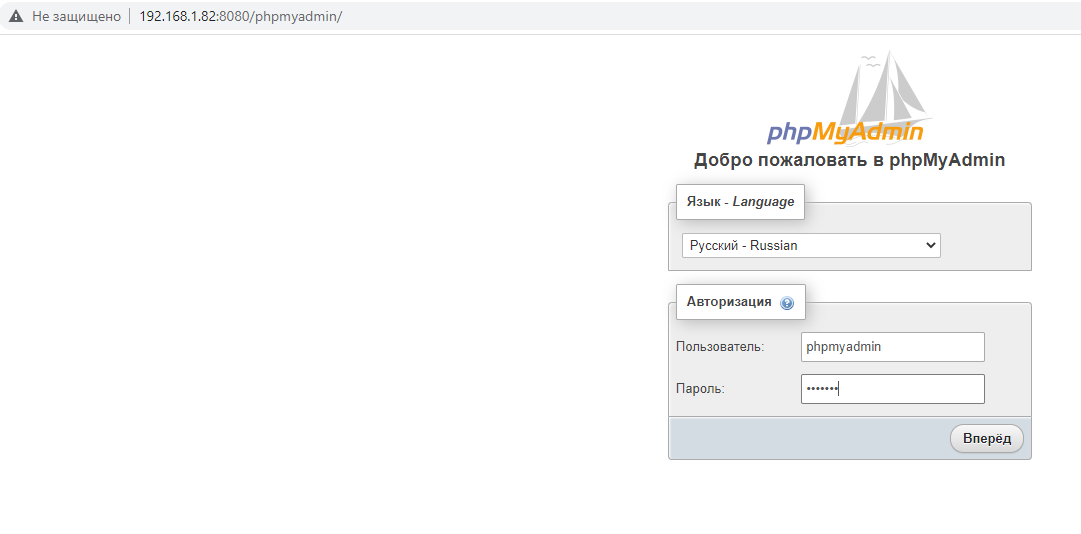 Не защищено 192.168.1.82:8080/phpmyadmin/
phpMyAdmin
Добро пожаловать в phpMyAdmin
Язык - Language
Русский - Russian
Авторизация ?
Пользователь: phpmyadmin
Пароль: •••••••
Вперёд